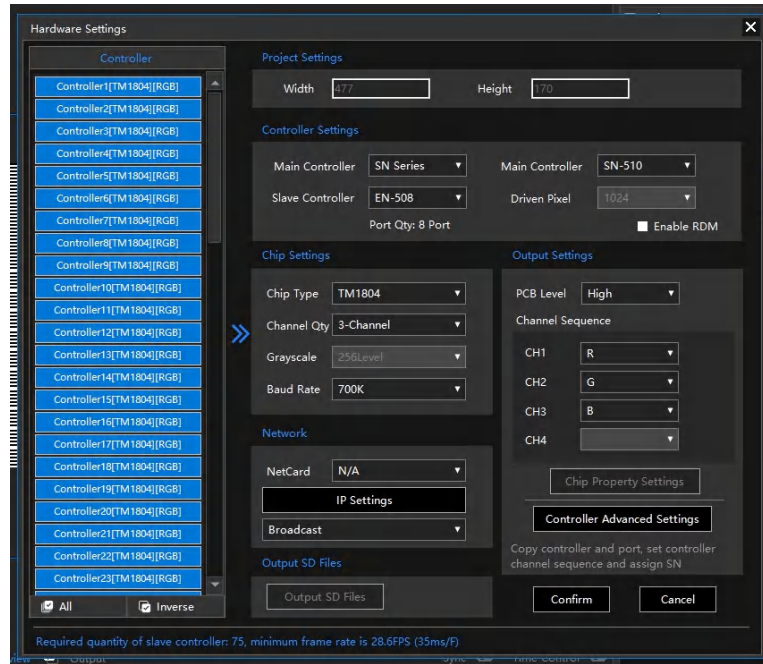 Hardware Settings
Controller
Controller1[TM1804][RGB]
Controller2[TM1804][RGB]
Controller3[TM1804][RGB]
Controller4[TM1804][RGB]
Controller5[TM1804][RGB]
Controller6[TM1804][RGB]
Controller7[TM1804][RGB]
Controller8[TM1804][RGB]
Controller9[TM1804][RGB]
Controller10[TM1804][RGB]
Controller11[TM1804][RGB]
Controller12[TM1804][RGB]
Controller13[TM1804][RGB]
Controller14[TM1804][RGB]
Controller15[TM1804][RGB]
Controller16[TM1804][RGB]
Controller17[TM1804][RGB]
Controller18[TM1804][RGB]
Controller19[TM1804][RGB]
Controller20[TM1804][RGB]
Controller21[TM1804][RGB]
Controller22[TM1804][RGB]
Controller23[TM1804][RGB]
All Inverse
Project Settings
Width 477 Height 170
Controller Settings
Main Controller SN Series Main Controller SN-510
Slave Controller EN-508 Driven Pixel 1024
Port Qty: 8 Port Enable RDM
Chip Settings
Chip Type TM1804
Channel Qty 3-Channel
Grayscale 256Level
Baud Rate 700K
Network
NetCard N/A
IP Settings
Broadcast
Output SD Files
Output SD Files
Output Settings
PCB Level High
Channel Sequence
CH1 R
CH2 G
CH3 B
CH4
Chip Property Settings
Controller Advanced Settings
Copy controller and port, set controller
channel sequence and assign SN
Confirm Cancel
Required quantity of slave controller: 75, minimum frame rate is 28.6FPS (35ms/F)